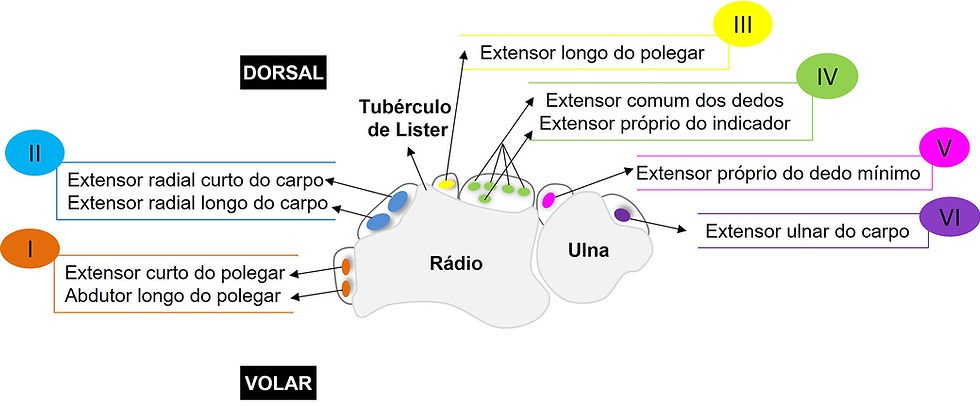 III
Extensor longo do polegar
DORSAL
IV
Extensor comum dos dedos
Extensor próprio do indicador
Tubérculo
de Lister
II
Extensor radial curto do carpo
Extensor radial longo do carpo
V
Extensor próprio do dedo mínimo
VI
Extensor ulnar do carpo
I
Extensor curto do polegar
Abdutor longo do polegar
Rádio
Ulna
VOLAR